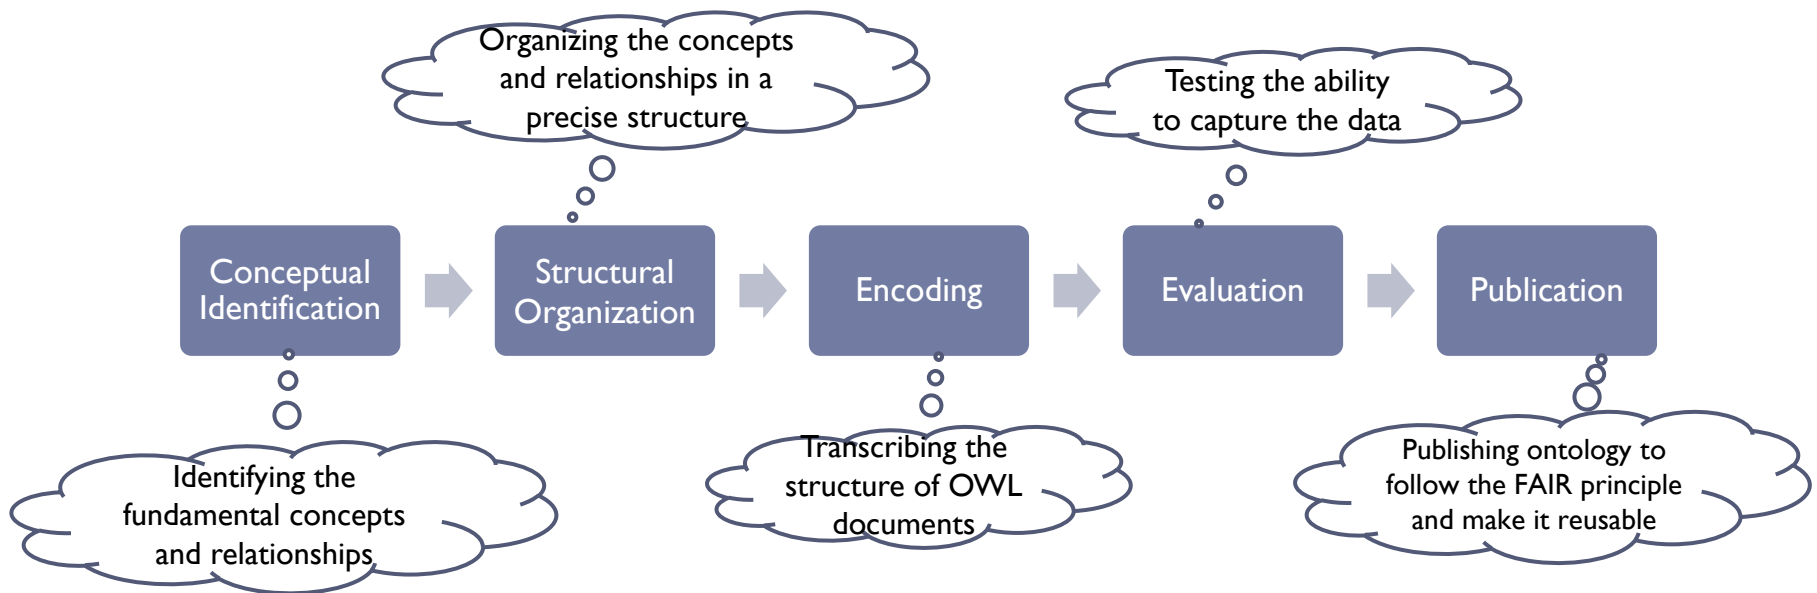 Organizing the concepts
and relationships in a
precise structure
Testing the ability
to capture the data
Conceptual
Identification
Structural
Organization
Encoding
Evaluation
Publication
Identifying the
fundamental concepts
and relationships
Transcribing the
structure of OWL
documents
Publishing ontology to
follow the FAIR principle
and make it reusable